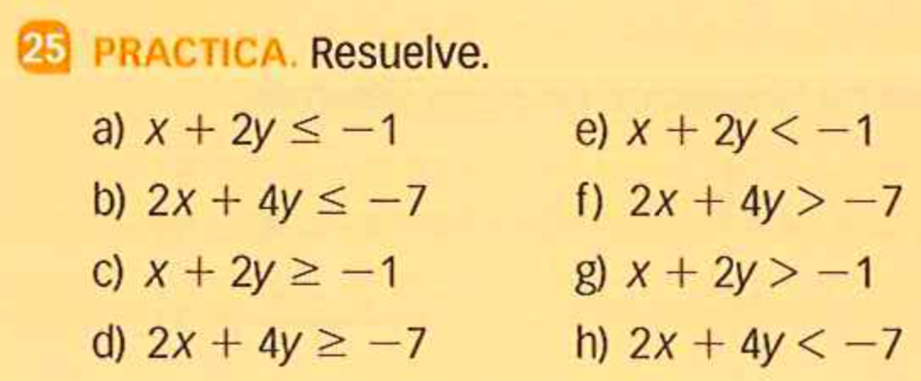 25 PRACTICA. Resuelve.
a) x + 2y ≤ −1
e) x + 2y < −1
b) 2x + 4y ≤ −7
f) 2x + 4y > −7
c) x + 2y ≥ −1
g) x + 2y > −1
d) 2x + 4y ≥ −7
h) 2x + 4y < −7